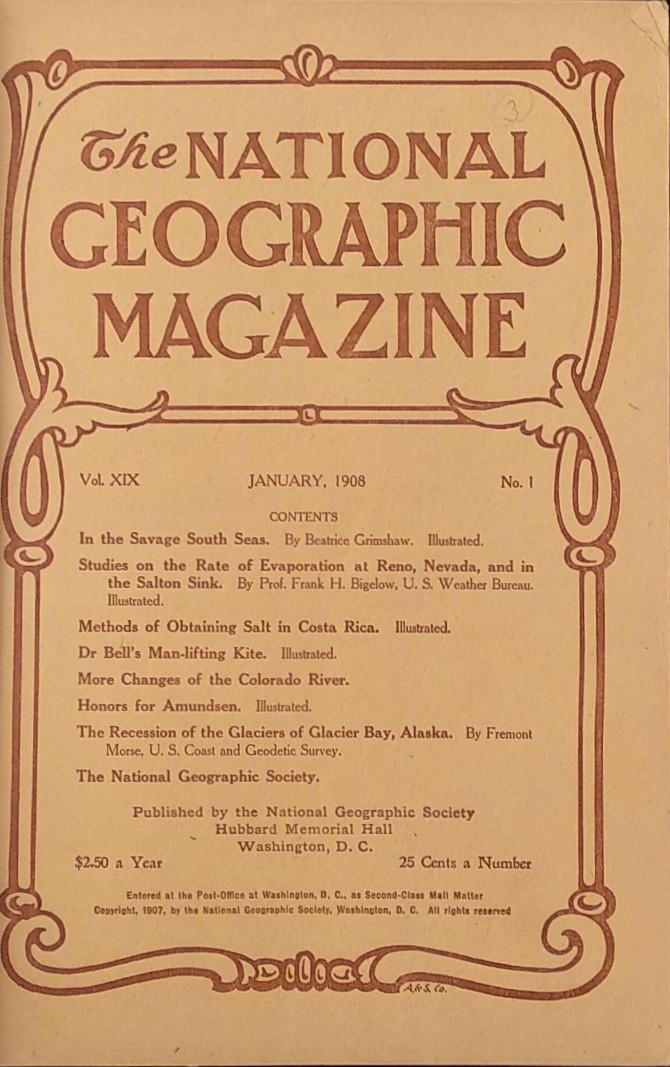 3
The NATIONAL
GEOGRAPHIC
MAGAZINE
Vol. XIX JANUARY, 1908 No. 1
CONTENTS
In the Savage South Seas. By Beatrice Grimshaw. Illustrated.
Studies on the Rate of Evaporation at Reno, Nevada, and in
the Salton Sink. By Prof. Frank H. Bigelow, U. S. Weather Bureau.
Illustrated.
Methods of Obtaining Salt in Costa Rica. Illustrated.
Dr Bell's Man-lifting Kite. Illustrated.
More Changes of the Colorado River.
Honors for Amundsen. Illustrated.
The Recession of the Glaciers of Glacier Bay, Alaska. By Fremont
Morse, U. S. Coast and Geodetic Survey.
The National Geographic Society.
Published by the National Geographic Society
Hubbard Memorial Hall
Washington, D. C.
$2.50 a Year 25 Cents a Number
Entered at the Post-Office at Washington, D. C., as Second-Class Mail Matter
Copyright, 1907, by the National Geographic Society, Washington, D. C. All rights reserved
A.& S. Co.